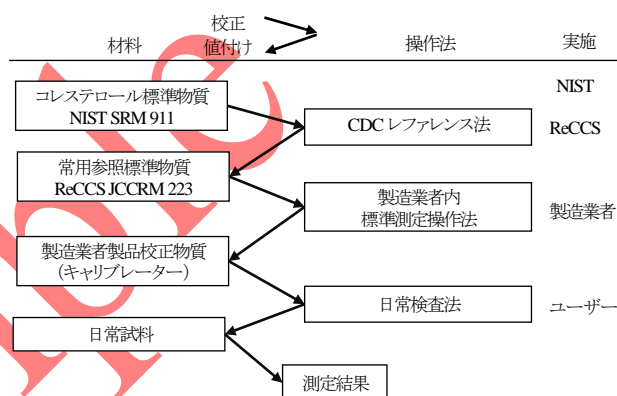 校正
材料
値付け
操作法
実施
コレステロール標準物質
NIST SRM 911
NIST
CDC レファレンス法
ReCCS
常用参照標準物質
ReCCS JCCRM 223
製造業者内
標準測定操作法
製造業者
製造業者製品校正物質
（キャリブレーター）
日常検査法
ユーザー
日常試料
測定結果